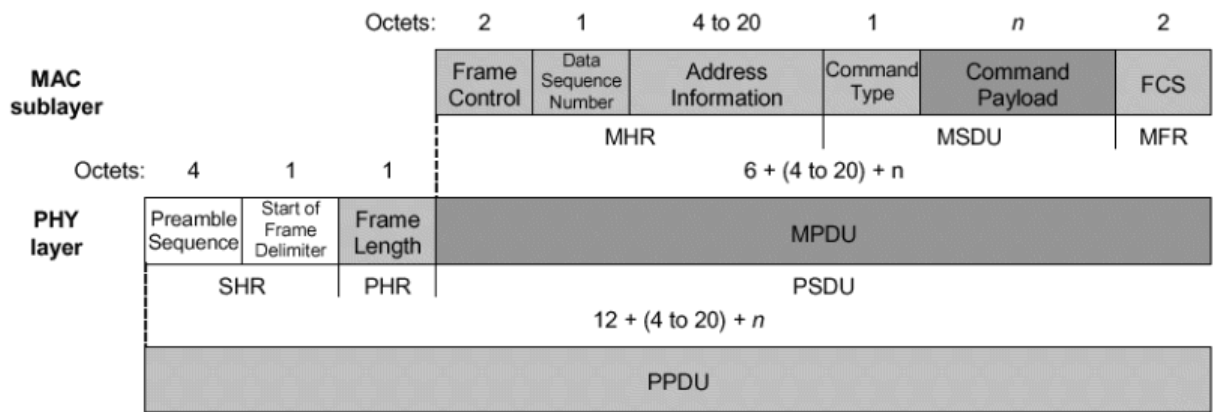 Octets: 2 1 4 to 20 1 n 2
MAC sublayer
Frame Control
Data Sequence Number
Address Information
Command Type
Command Payload
FCS
MHR MSDU MFR
Octets: 4 1 1 6 + (4 to 20) + n
PHY layer
Preamble Sequence
Start of Frame Delimiter
Frame Length
MPDU
SHR PHR PSDU
12 + (4 to 20) + n
PPDU